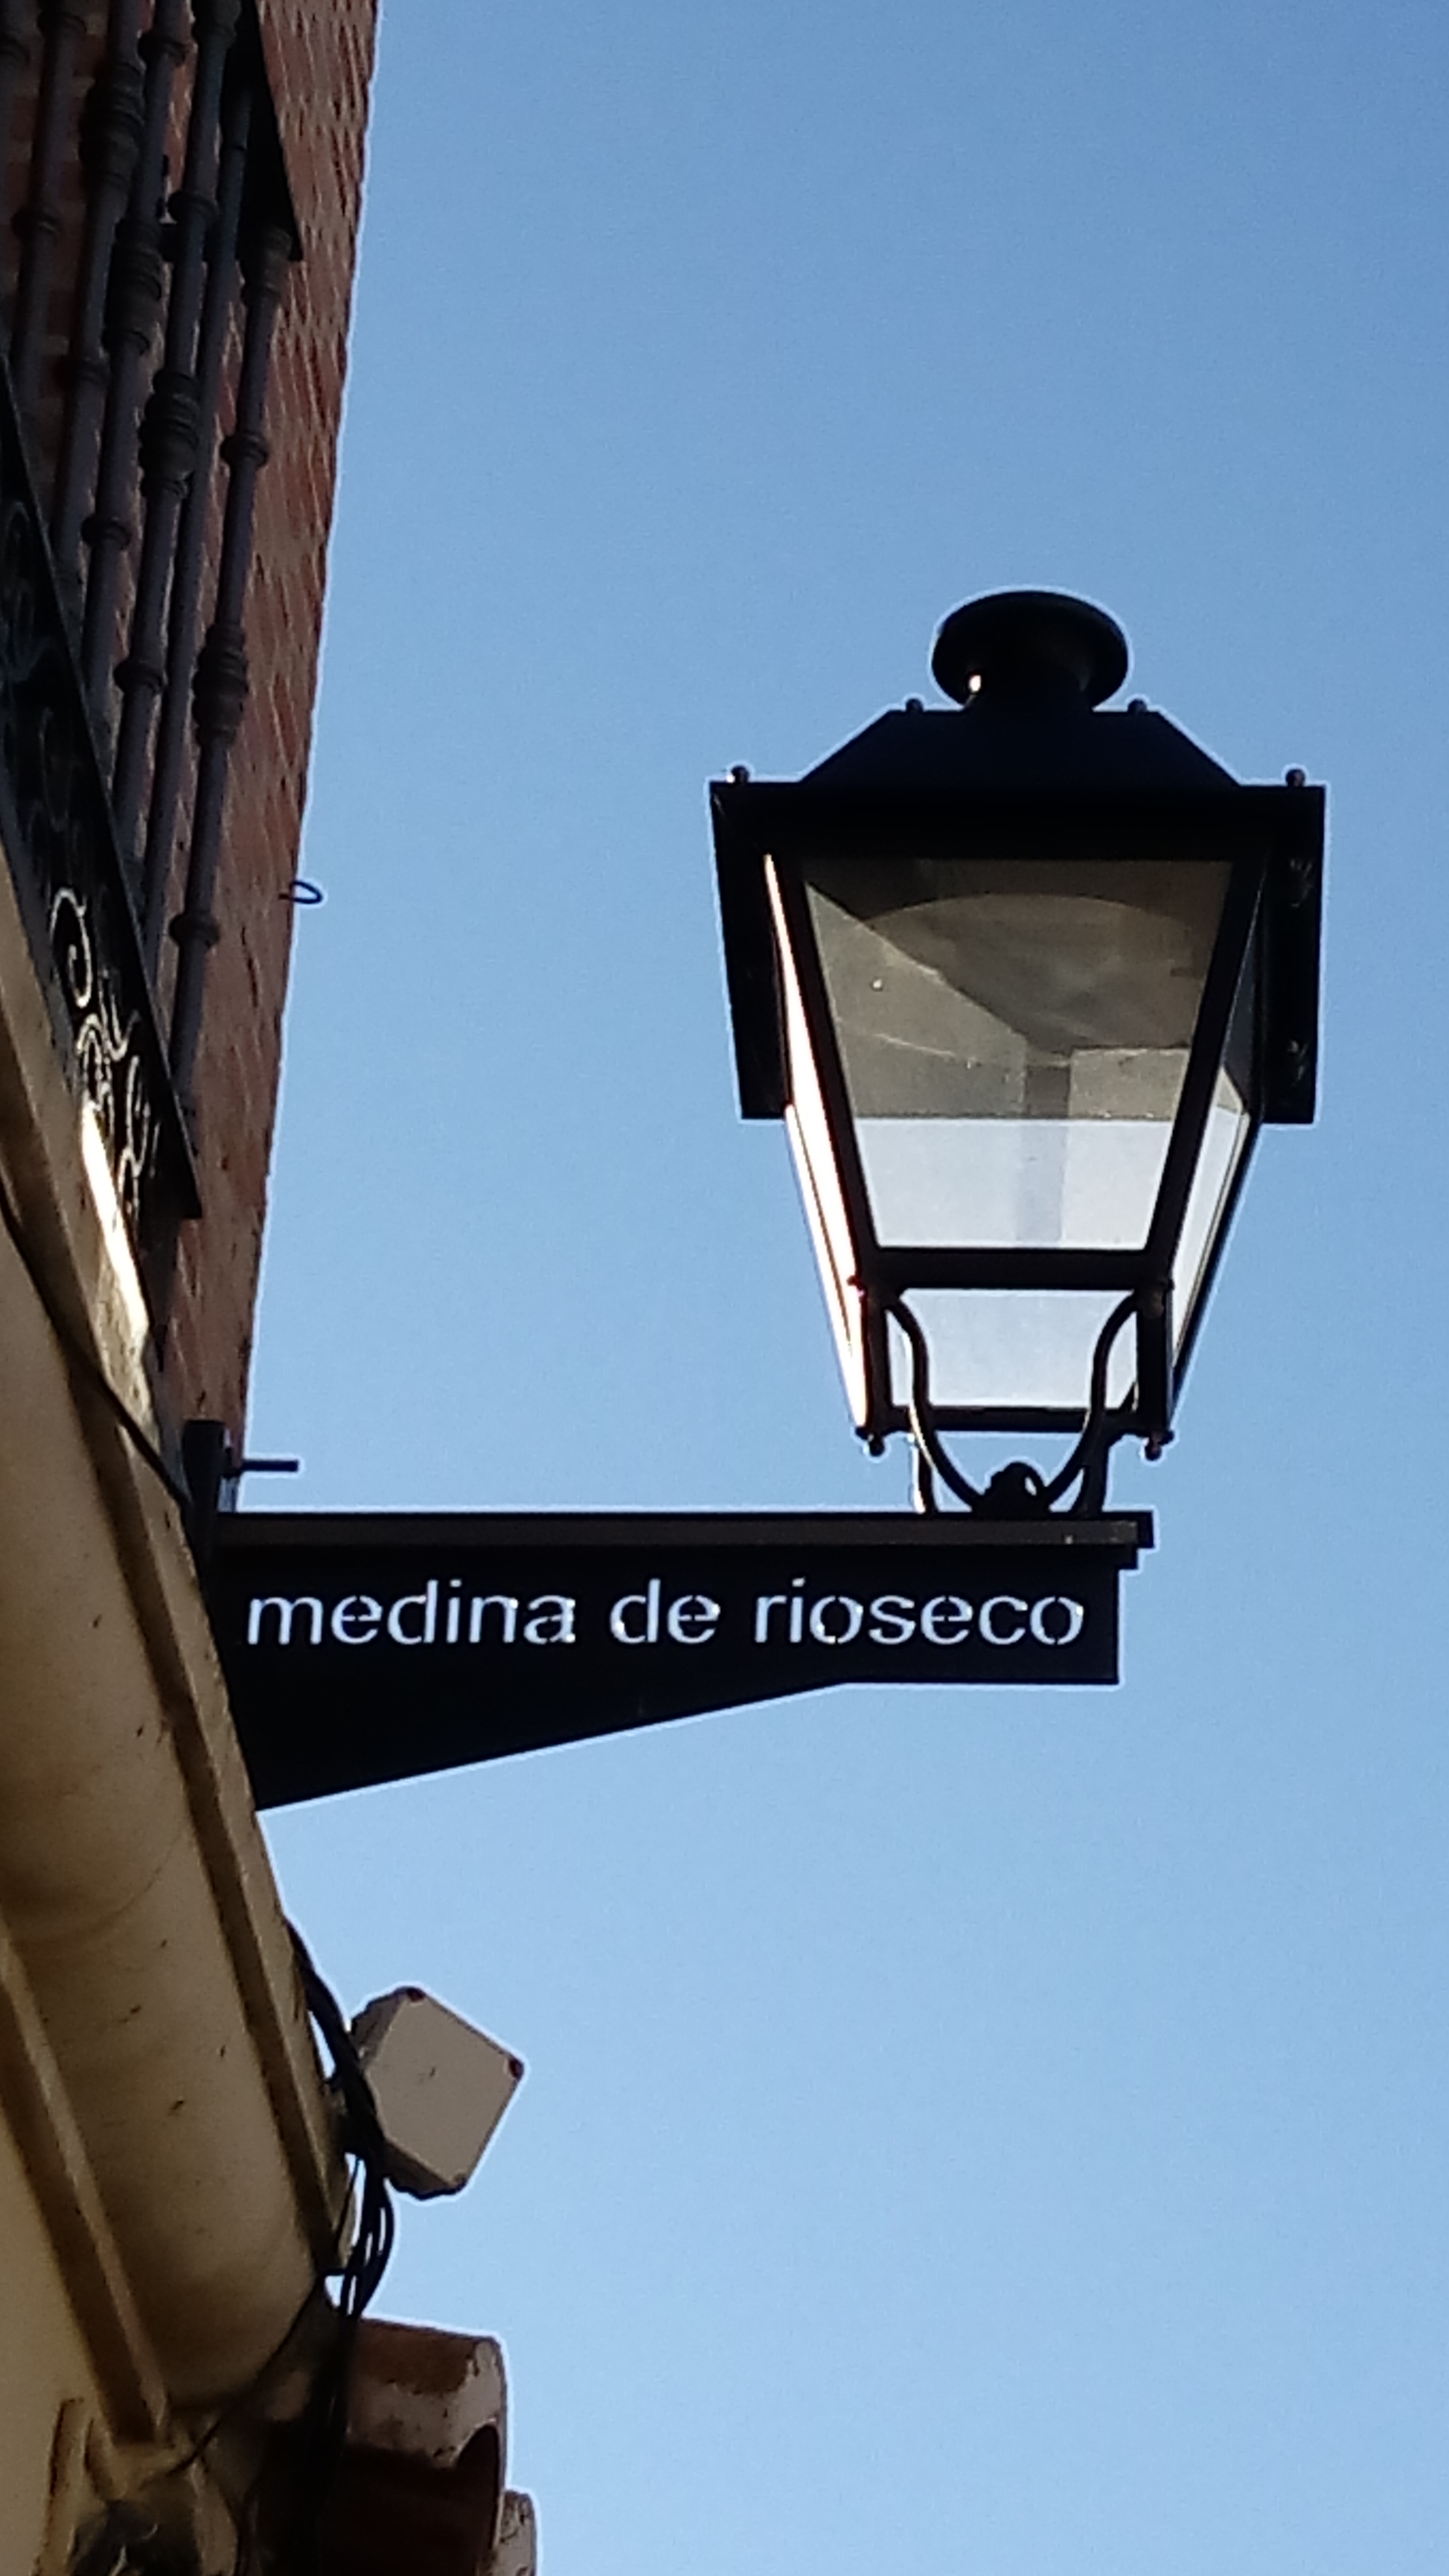 medina de rioseco